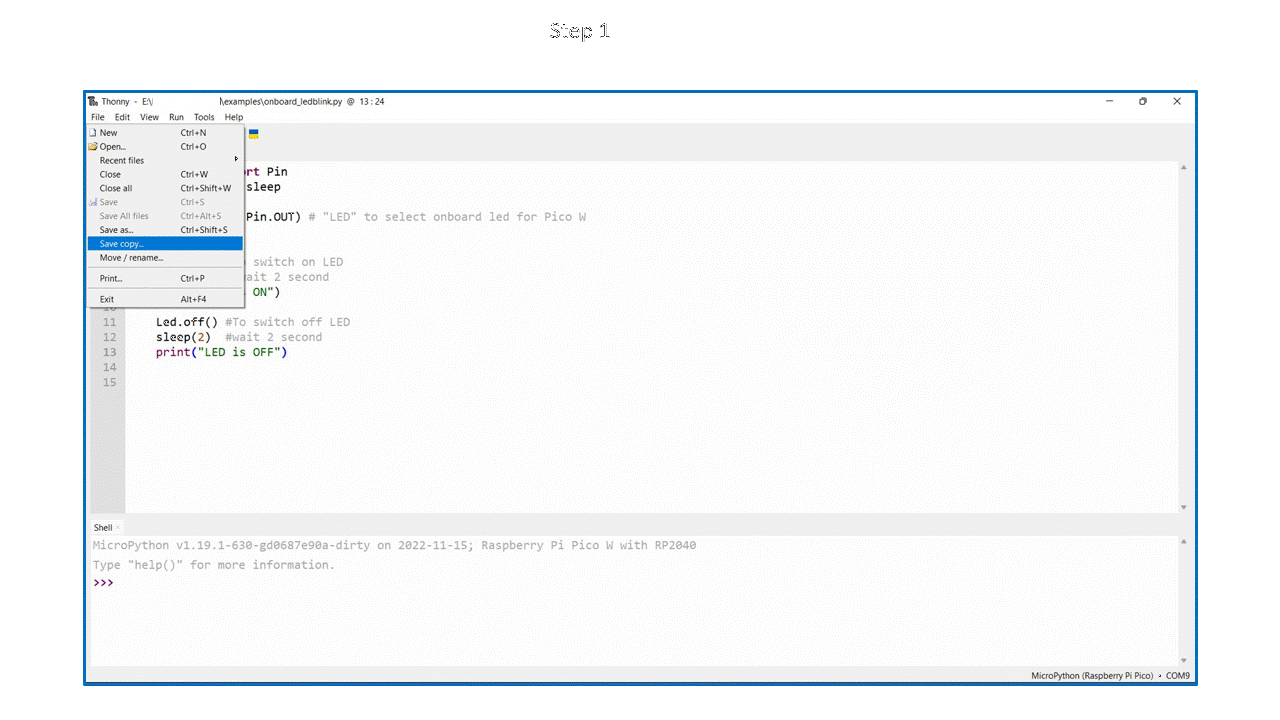 Step 1
Thonny - E:\ \examples\onboard_ledblink.py @ 13 : 24
File Edit View Run Tools Help
New Ctrl+N
Open... Ctrl+O
Recent files
Close Ctrl+W
Close all Ctrl+Shift+W
Save Ctrl+S
Save All files Ctrl+Alt+S
Save as... Ctrl+Shift+S
Save copy...
Move / rename...
Print... Ctrl+P
Exit Alt+F4
rt Pin
sleep
Pin.OUT) # "LED" to select onboard led for Pico W
switch on LED
ait 2 second
ON")
10
11 Led.off() #To switch off LED
12 sleep(2) #wait 2 second
13 print("LED is OFF")
14
15
Shell ×
MicroPython v1.19.1-630-gd0687e90a-dirty on 2022-11-15; Raspberry Pi Pico W with RP2040
Type "help()" for more information.
>>>
MicroPython (Raspberry Pi Pico) • COM9